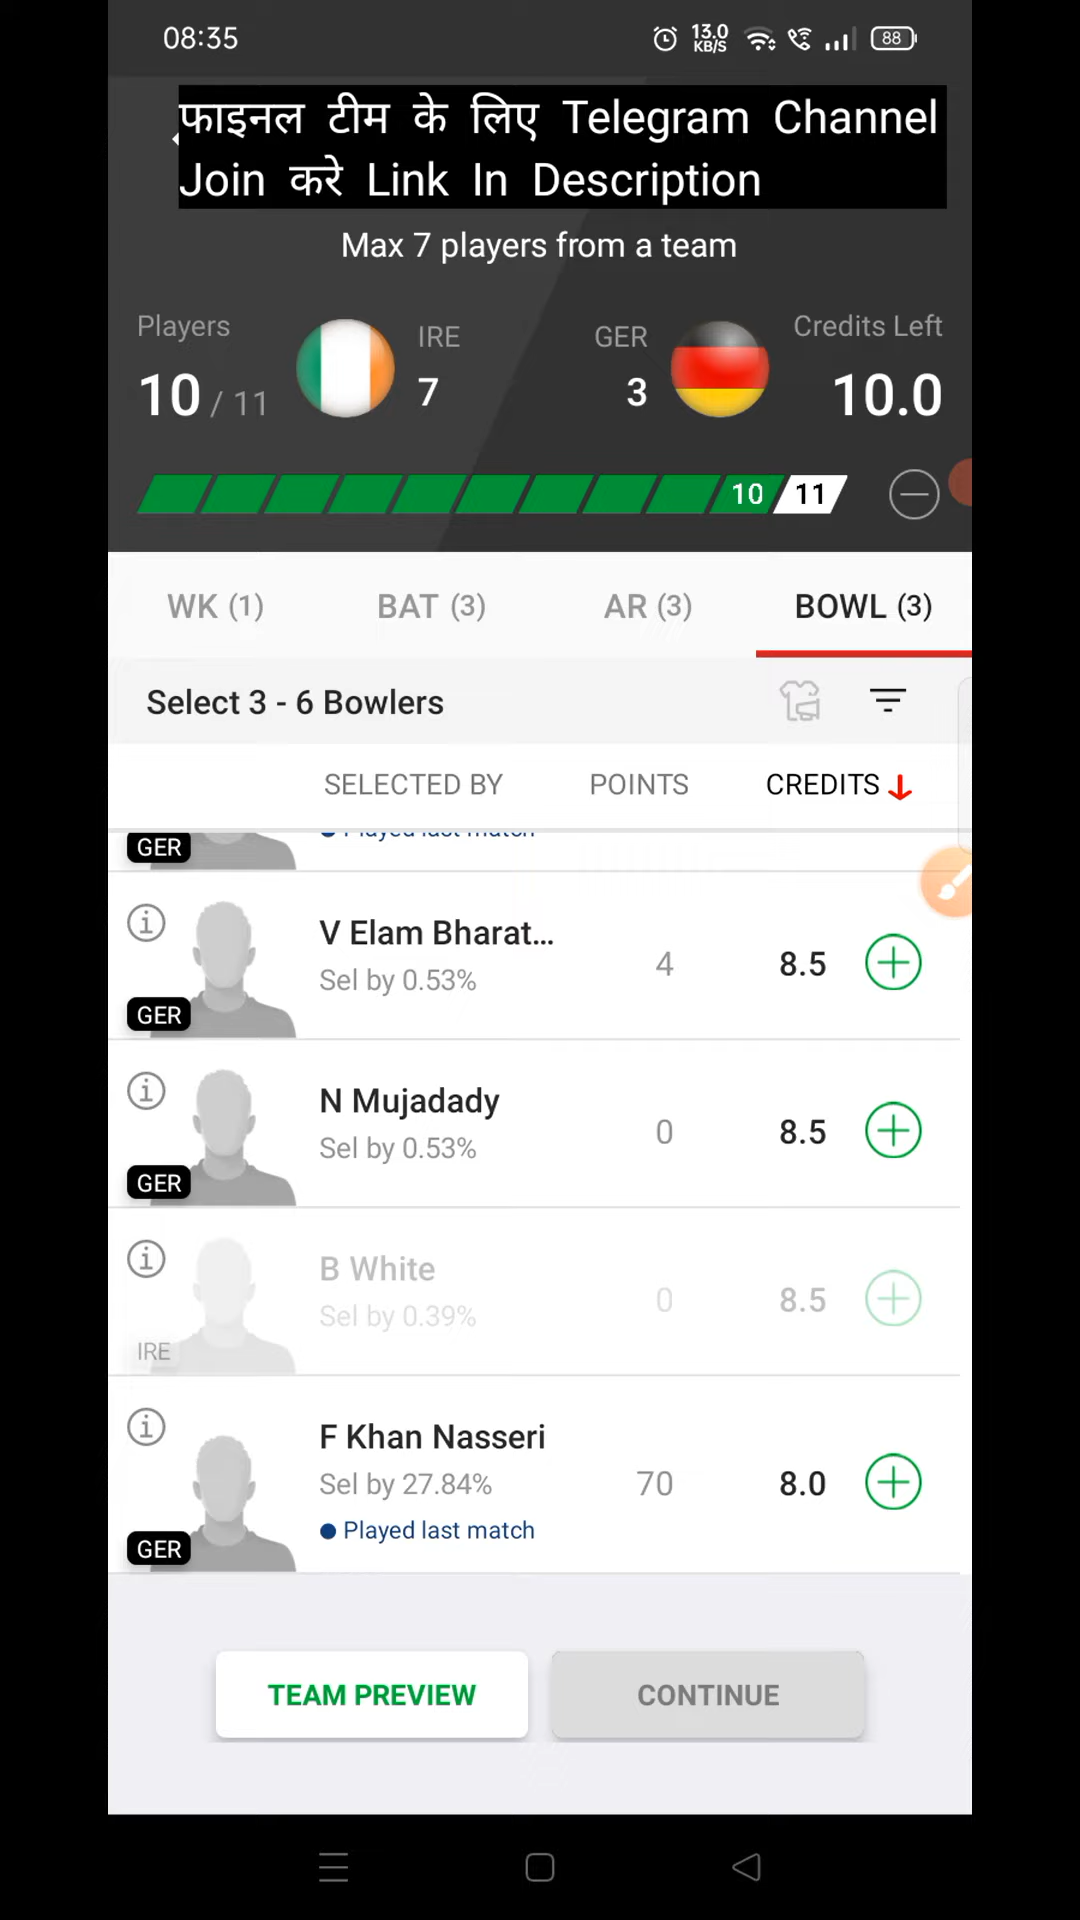 08:35
13.0
KB/S
88
फाइनल टीम के लिए Telegram Channel
Join करे Link In Description
Max 7 players from a team
Players
IRE
GER
Credits Left
10 / 11
7
3
10.0
10
11
WK (1)
BAT (3)
AR (3)
BOWL (3)
Select 3 - 6 Bowlers
SELECTED BY
POINTS
CREDITS
Played last match
GER
V Elam Bharat...
Sel by 0.53%
4
8.5
GER
N Mujadady
Sel by 0.53%
0
8.5
GER
B White
Sel by 0.39%
0
8.5
IRE
F Khan Nasseri
Sel by 27.84%
70
8.0
Played last match
GER
TEAM PREVIEW
CONTINUE